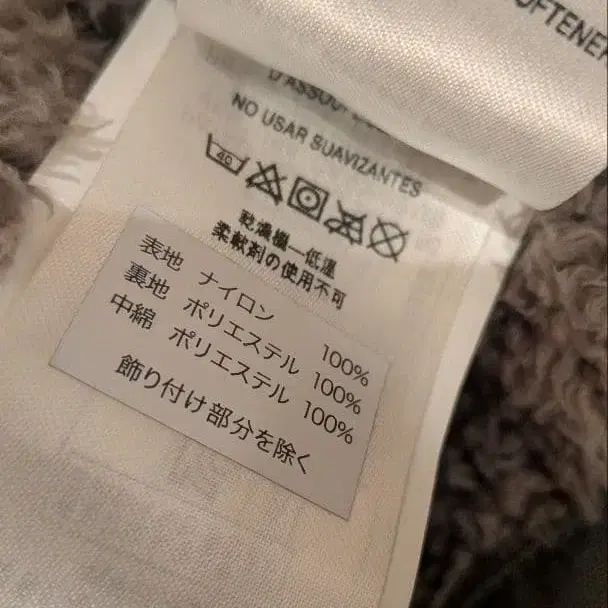 OFTENER
D'ASSOU
NO USAR SUAVIZANTES
40
乾燥機—低温
柔軟剤の使用不可
表地 ナイロン 100%
裏地 ポリエステル 100%
中綿 ポリエステル 100%
飾り付け部分を除く